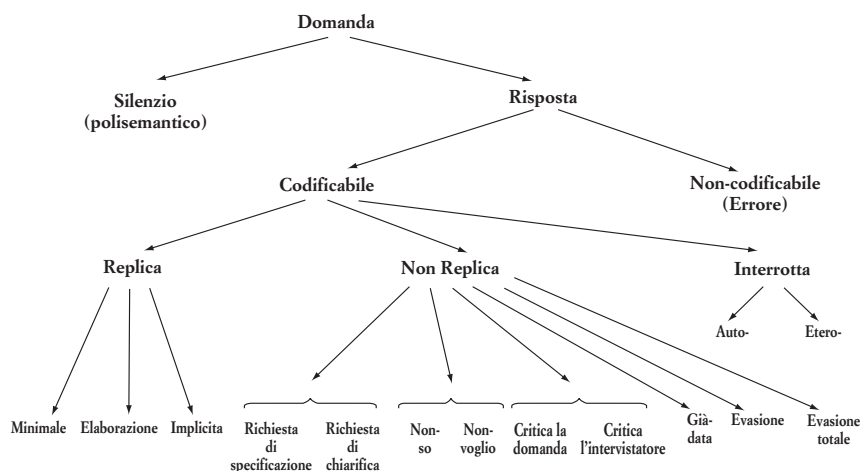 Domanda
Silenzio
(polisemantico)
Risposta
Codificabile
Non-codificabile
(Errore)
Replica
Non Replica
Interrotta
Auto-
Etero-
Minimale
Elaborazione
Implicita
Richiesta
di
specificazione
Richiesta
di
chiarifica
Non-
so
Non-
voglio
Critica la
domanda
Critica
l'intervistatore
Già-
data
Evasione
Evasione
totale